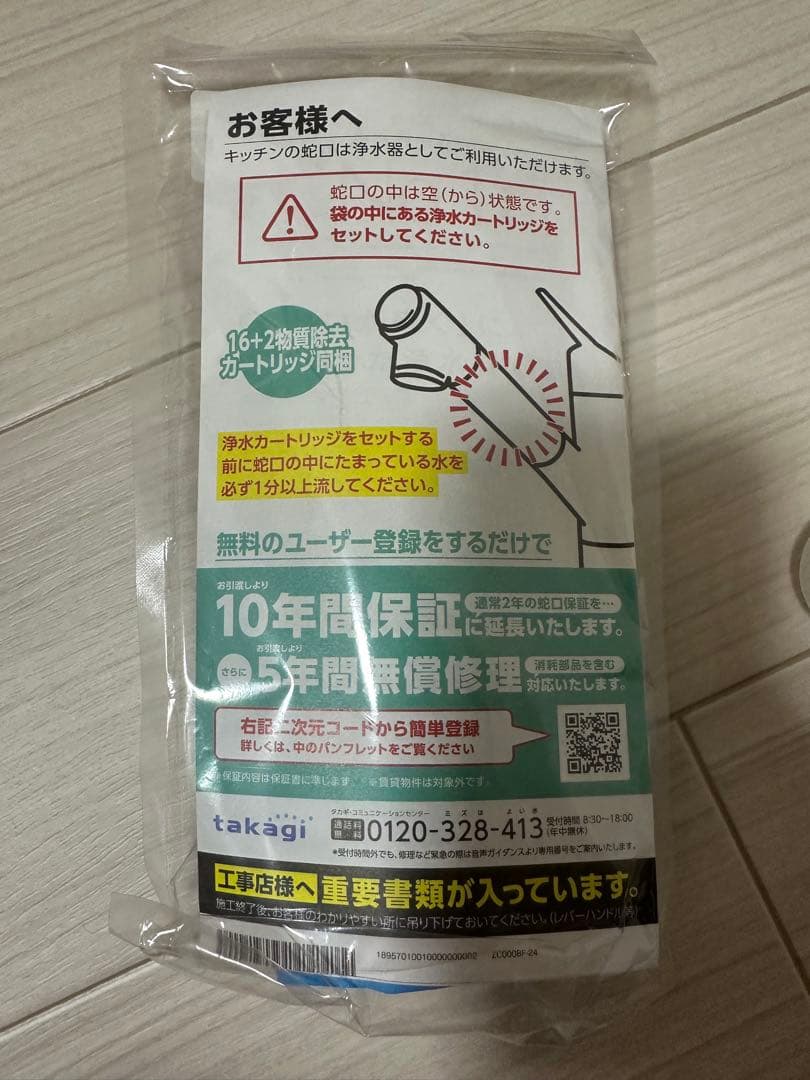 お客様へ
キッチンの蛇口は浄水器としてご利用いただけます。
蛇口の中は空(から)状態です。
袋の中にある浄水カートリッジを
セットしてください。
16+2物質除去
カートリッジ同梱
浄水カートリッジをセットする
前に蛇口の中にたまっている水を
必ず1分以上流してください。
無料のユーザー登録をするだけで
お引渡しより
10年間保証 通常2年の蛇口保証を…
に延長いたします。
お引渡しより
さらに 5年間無償修理 消耗部品を含む
対応いたします。
右記二次元コードから簡単登録
詳しくは、中のパンフレットをご覧ください
※保証内容は保証書に準じます。 ※賃貸物件は対象外です。
タカギ・コミュニケーションセンター ミズは よいみ
takagi 通話料無料 0120-328-413 受付時間 8:30〜18:00
(年中無休)
*受付時間外でも、修理など緊急の際は音声ガイダンスより専用番号をご案内いたします。
工事店様へ 重要書類が入っています。
施工終了後、お客様のわかりやすい所に吊り下げておいてください。(レバーハンドル等)
18957010010000000002 ZC0008F-24